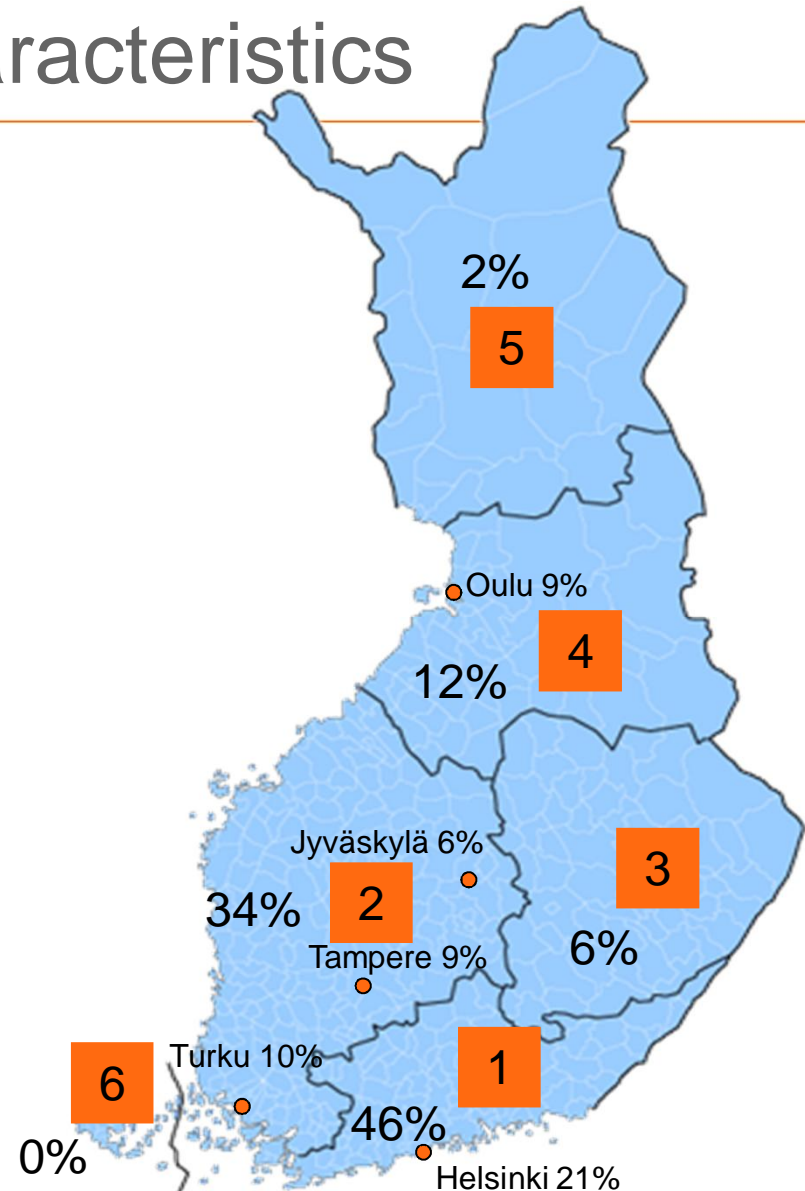 aracteristics
2%
5
Oulu 9%
4
12%
Jyväskylä 6%
3
2
34%
6%
Tampere 9%
1
Turku 10%
6
46%
0%
Helsinki 21%